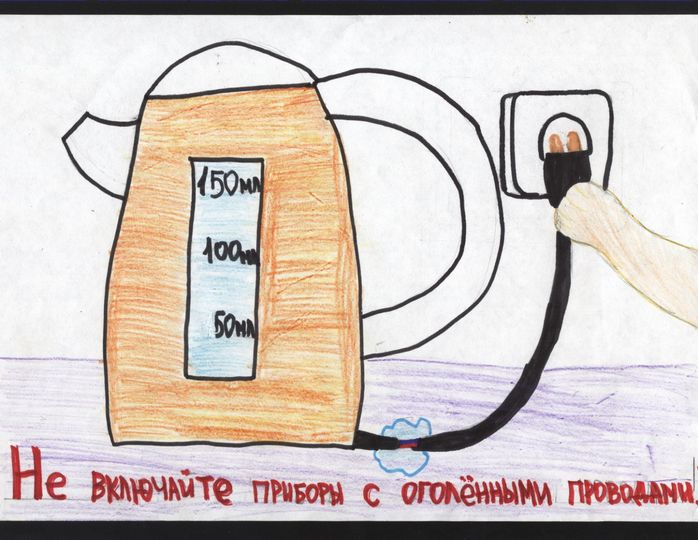 150мл
100мл
50мл
Не включайте приборы с оголёнными проводами.